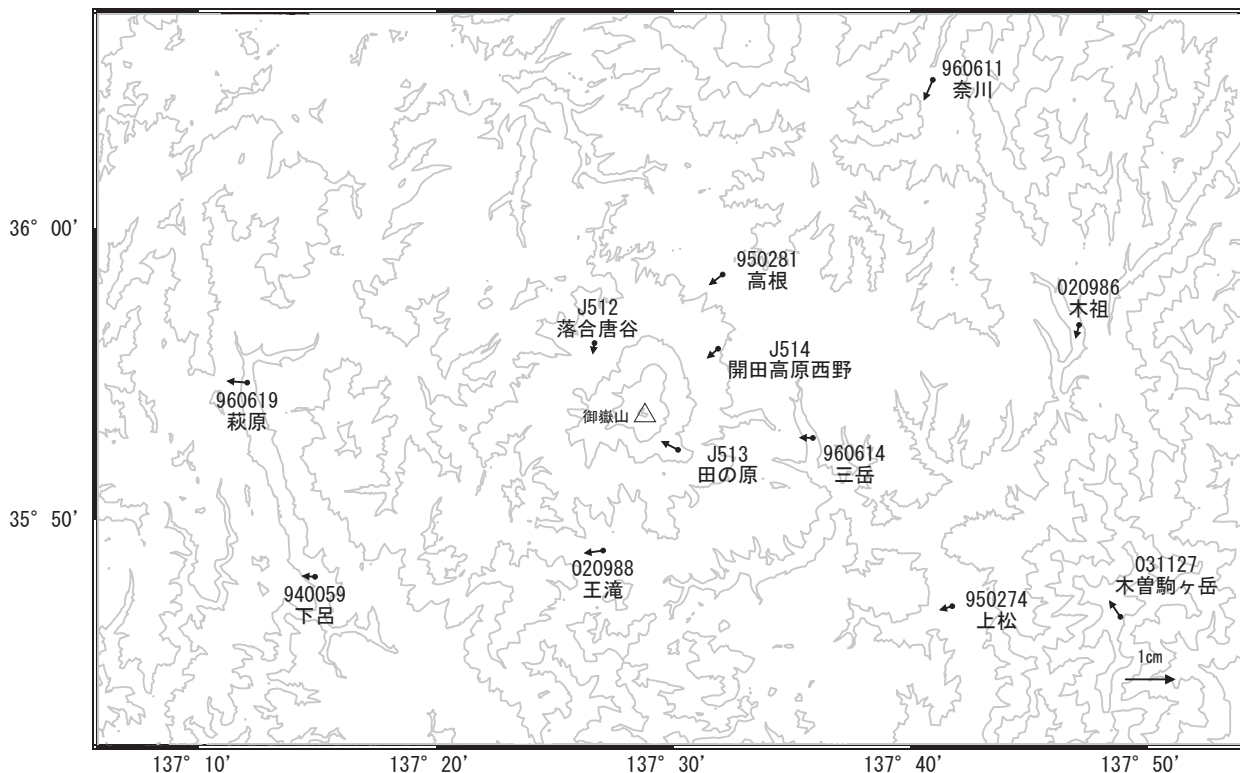 960611
奈川
36° 00′
950281
高根
020986
木祖
J512
落合唐谷
J514
開田高原西野
960619
萩原
御嶽山
J513
田の原
960614
三岳
35° 50′
020988
王滝
031127
木曽駒ヶ岳
940059
下呂
950274
上松
1cm
137° 10′
137° 20′
137° 30′
137° 40′
137° 50′